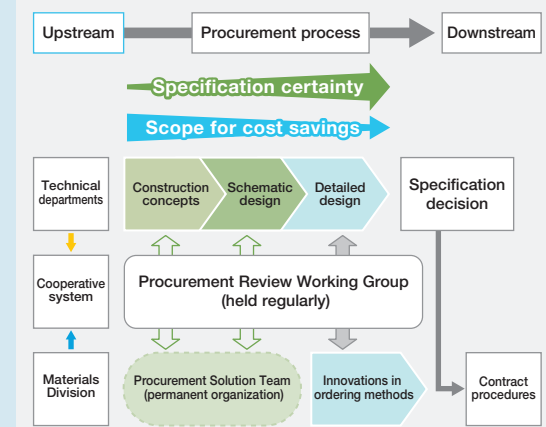 Upstream
Procurement process
Downstream
Specification certainty
Scope for cost savings
Technical
departments
Construction
concepts
Schematic
design
Detailed
design
Specification
decision
Cooperative
system
Procurement Review Working Group
(held regularly)
Materials
Division
Procurement Solution Team
(permanent organization)
Innovations in
ordering methods
Contract
procedures